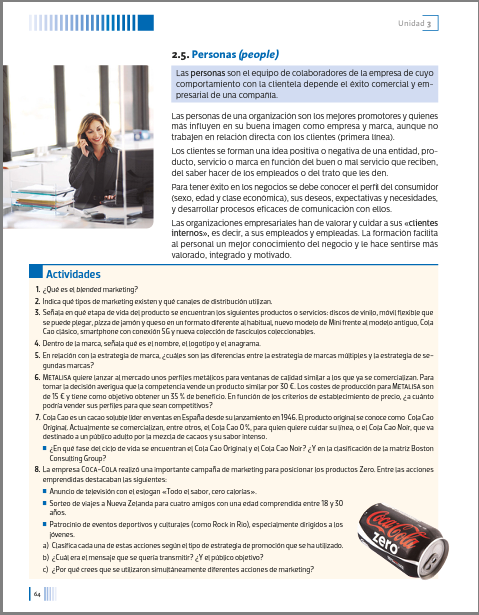 Unidad 3
2.5. Personas (people)
Las personas son el equipo de colaboradores de la empresa de cuyo
comportamiento con la clientela depende el éxito comercial y em-
presarial de una compañía.
Las personas de una organización son los mejores promotores y quienes
más influyen en su buena imagen como empresa y marca, aunque no
trabajen en relación directa con los clientes (primera línea).
Los clientes se forman una idea positiva o negativa de una entidad, pro-
ducto, servicio o marca en función del buen o mal servicio que reciben,
del saber hacer de los empleados o del trato que les den.
Para tener éxito en los negocios se debe conocer el perfil del consumidor
(sexo, edad y clase económica), sus deseos, expectativas y necesidades,
y desarrollar procesos eficaces de comunicación con ellos.
Las organizaciones empresariales han de valorar y cuidar a sus «clientes
internos», es decir, a sus empleados y empleadas. La formación facilita
al personal un mejor conocimiento del negocio y le hace sentirse más
valorado, integrado y motivado.
Actividades
1. ¿Qué es el blended marketing?
2. Indica qué tipos de marketing existen y qué canales de distribución utilizan.
3. Señala en qué etapa de vida del producto se encuentran los siguientes productos o servicios: discos de vinilo, móvil flexible que
se puede plegar, pizza de jamón y queso en un formato diferente al habitual, nuevo modelo de Mini frente al modelo antiguo, Cola
Cao clásico, smartphone con conexión 5G y nueva colección de fascículos coleccionables.
4. Dentro de la marca, señala qué es el nombre, el logotipo y el anagrama.
5. En relación con la estrategia de marca, ¿cuáles son las diferencias entre la estrategia de marcas múltiples y la estrategia de se-
gundas marcas?
6. METALISA quiere lanzar al mercado unos perfiles metálicos para ventanas de calidad similar a los que ya se comercializan. Para
tomar la decisión averigua que la competencia vende un producto similar por 30 €. Los costes de producción para METALISA son
de 15 € y tiene como objetivo obtener un 35 % de beneficio. En función de los criterios de establecimiento de precio, ¿a cuánto
podría vender sus perfiles para que sean competitivos?
7. Cola Cao es un cacao soluble líder en ventas en España desde su lanzamiento en 1946. El producto original se conoce como Cola Cao
Original. Actualmente se comercializan, entre otros, el Cola Cao 0%, para quien quiere cuidar su línea, o el Cola Cao Noir, que va
destinado a un público adulto por la mezcla de cacaos y su sabor intenso.
■ ¿En qué fase del ciclo de vida se encuentran el Cola Cao Original y el Cola Cao Noir? ¿Y en la clasificación de la matriz Boston
Consulting Group?
8. La empresa COCA-COLA realizó una importante campaña de marketing para posicionar los productos Zero. Entre las acciones
emprendidas destacaban las siguientes:
■ Anuncio de televisión con el eslogan «Todo el sabor, cero calorías».
■ Sorteo de viajes a Nueva Zelanda para cuatro amigos con una edad comprendida entre 18 y 30
años.
■ Patrocinio de eventos deportivos y culturales (como Rock in Rio), especialmente dirigidos a los
jóvenes.
a) Clasifica cada una de estas acciones según el tipo de estrategia de promoción que se ha utilizado.
b) ¿Cuál era el mensaje que se quería transmitir? ¿Y el público objetivo?
c) ¿Por qué crees que se utilizaron simultáneamente diferentes acciones de marketing?
Coca-Cola
zero
64